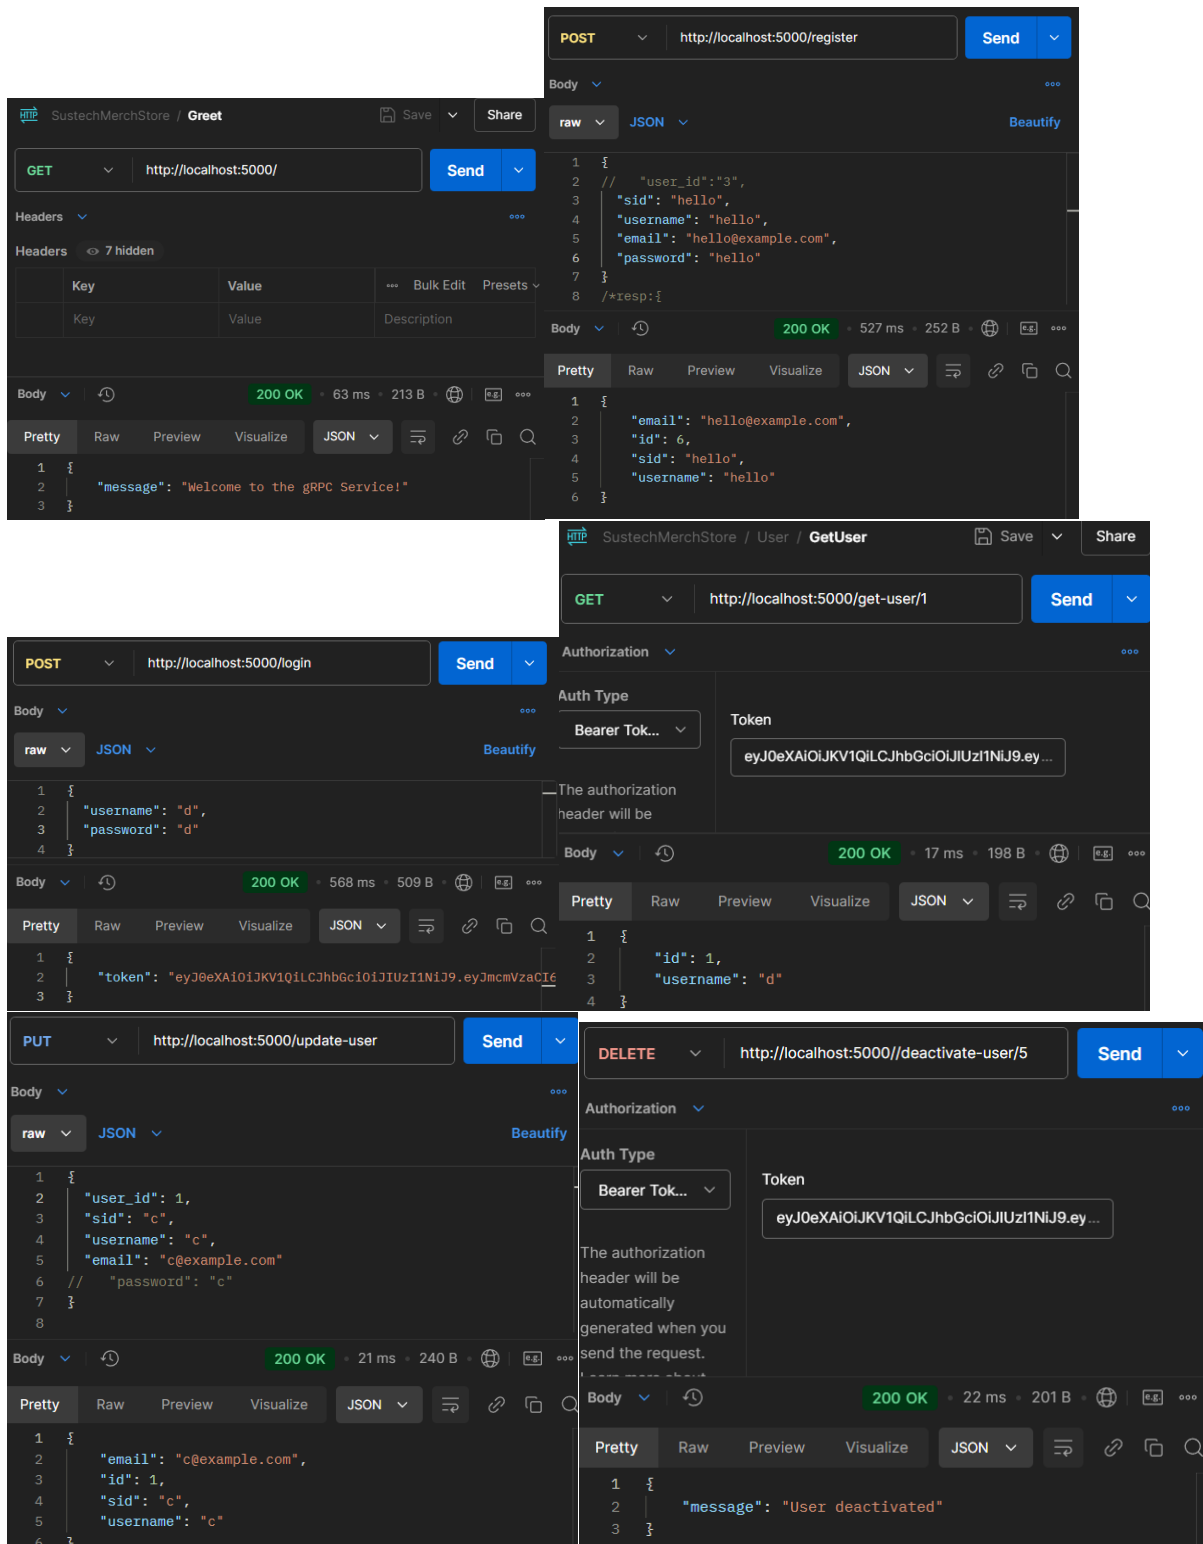 SustechMerchStore / Greet
Save
Share
GET
http://localhost:5000/
Send
Headers
Headers
7 hidden
Key
Value
Bulk Edit
Presets
Key
Value
Description
Body
200 OK
63 ms
213 B
e.g.
Pretty
Raw
Preview
Visualize
JSON
1 {
2 "message": "Welcome to the gRPC Service!"
3 }
POST
http://localhost:5000/register
Send
Body
raw
JSON
Beautify
1 {
2 // "user_id":"3",
3 "sid": "hello",
4 "username": "hello",
5 "email": "hello@example.com",
6 "password": "hello"
7 }
8 /*resp:{
Body
200 OK
527 ms
252 B
e.g.
Pretty
Raw
Preview
Visualize
JSON
1 {
2 "email": "hello@example.com",
3 "id": 6,
4 "sid": "hello",
5 "username": "hello"
6 }
POST
http://localhost:5000/login
Send
Body
raw
JSON
Beautify
1 {
2 "username": "d",
3 "password": "d"
4 }
Body
200 OK
568 ms
509 B
e.g.
Pretty
Raw
Preview
Visualize
JSON
1 {
2 "token": "eyJ0eXAiOiJKV1QiLCJhbGciOiJIUzI1NiJ9.eyJmcmVzaCI6
3 }
HTTP
SustechMerchStore / User / GetUser
Save
Share
GET
http://localhost:5000/get-user/1
Send
Authorization
Auth Type
Bearer Tok...
Token
eyJ0eXAiOiJKV1QiLCJhbGciOiJIUzI1NiJ9.ey...
The authorization
header will be
Body
200 OK
17 ms
198 B
e.g.
Pretty
Raw
Preview
Visualize
JSON
1 {
2 "id": 1,
3 "username": "d"
4 }
PUT
http://localhost:5000/update-user
Send
Body
raw
JSON
Beautify
1 {
2 "user_id": 1,
3 "sid": "c",
4 "username": "c",
5 "email": "c@example.com"
6 // "password": "c"
7 }
8
Body
200 OK
21 ms
240 B
e.g.
Pretty
Raw
Preview
Visualize
JSON
1 {
2 "email": "c@example.com",
3 "id": 1,
4 "sid": "c",
5 "username": "c"
6 }
DELETE
http://localhost:5000//deactivate-user/5
Send
Authorization
Auth Type
Bearer Tok...
Token
eyJ0eXAiOiJKV1QiLCJhbGciOiJIUzI1NiJ9.ey...
The authorization
header will be
automatically
generated when you
send the request.
Learn more about
Body
200 OK
22 ms
201 B
e.g.
Pretty
Raw
Preview
Visualize
JSON
1 {
2 "message": "User deactivated"
3 }